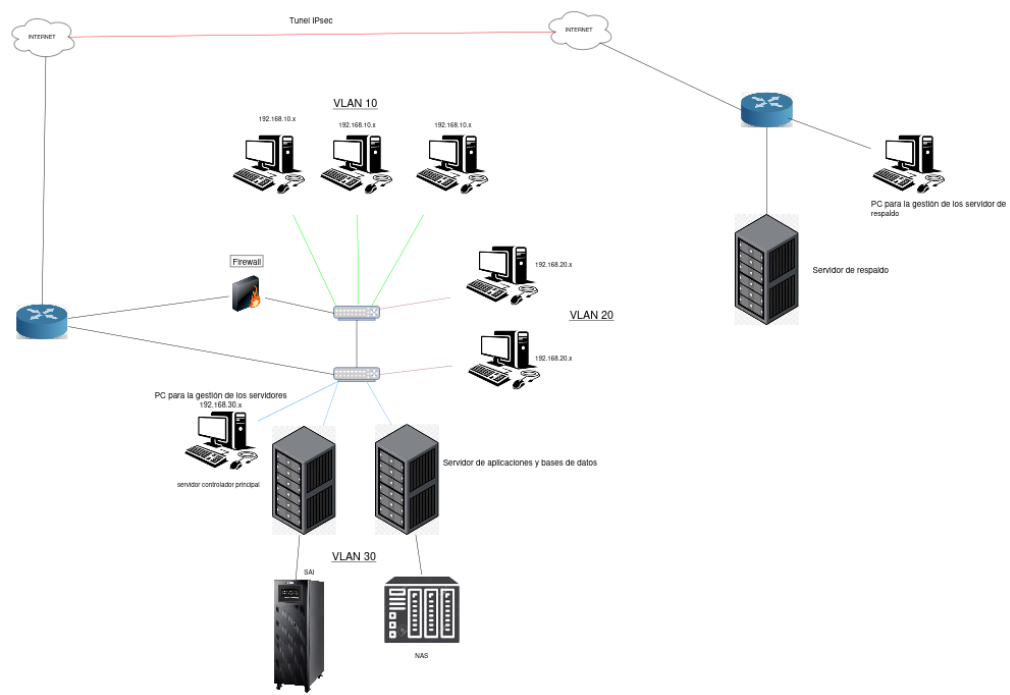 Tunel IPsec
INTERNET
INTERNET
VLAN 10
192.168.10.x
192.168.10.x
192.168.10.x
PC para la gestión de los servidor de
respaldo
Firewall
192.168.20.x
Servidor de respaldo
VLAN 20
192.168.20.x
PC para la gestión de los servidores
192.168.30.x
Servidor de aplicaciones y bases de datos
servidor controlador principal
VLAN 30
SAI
NAS